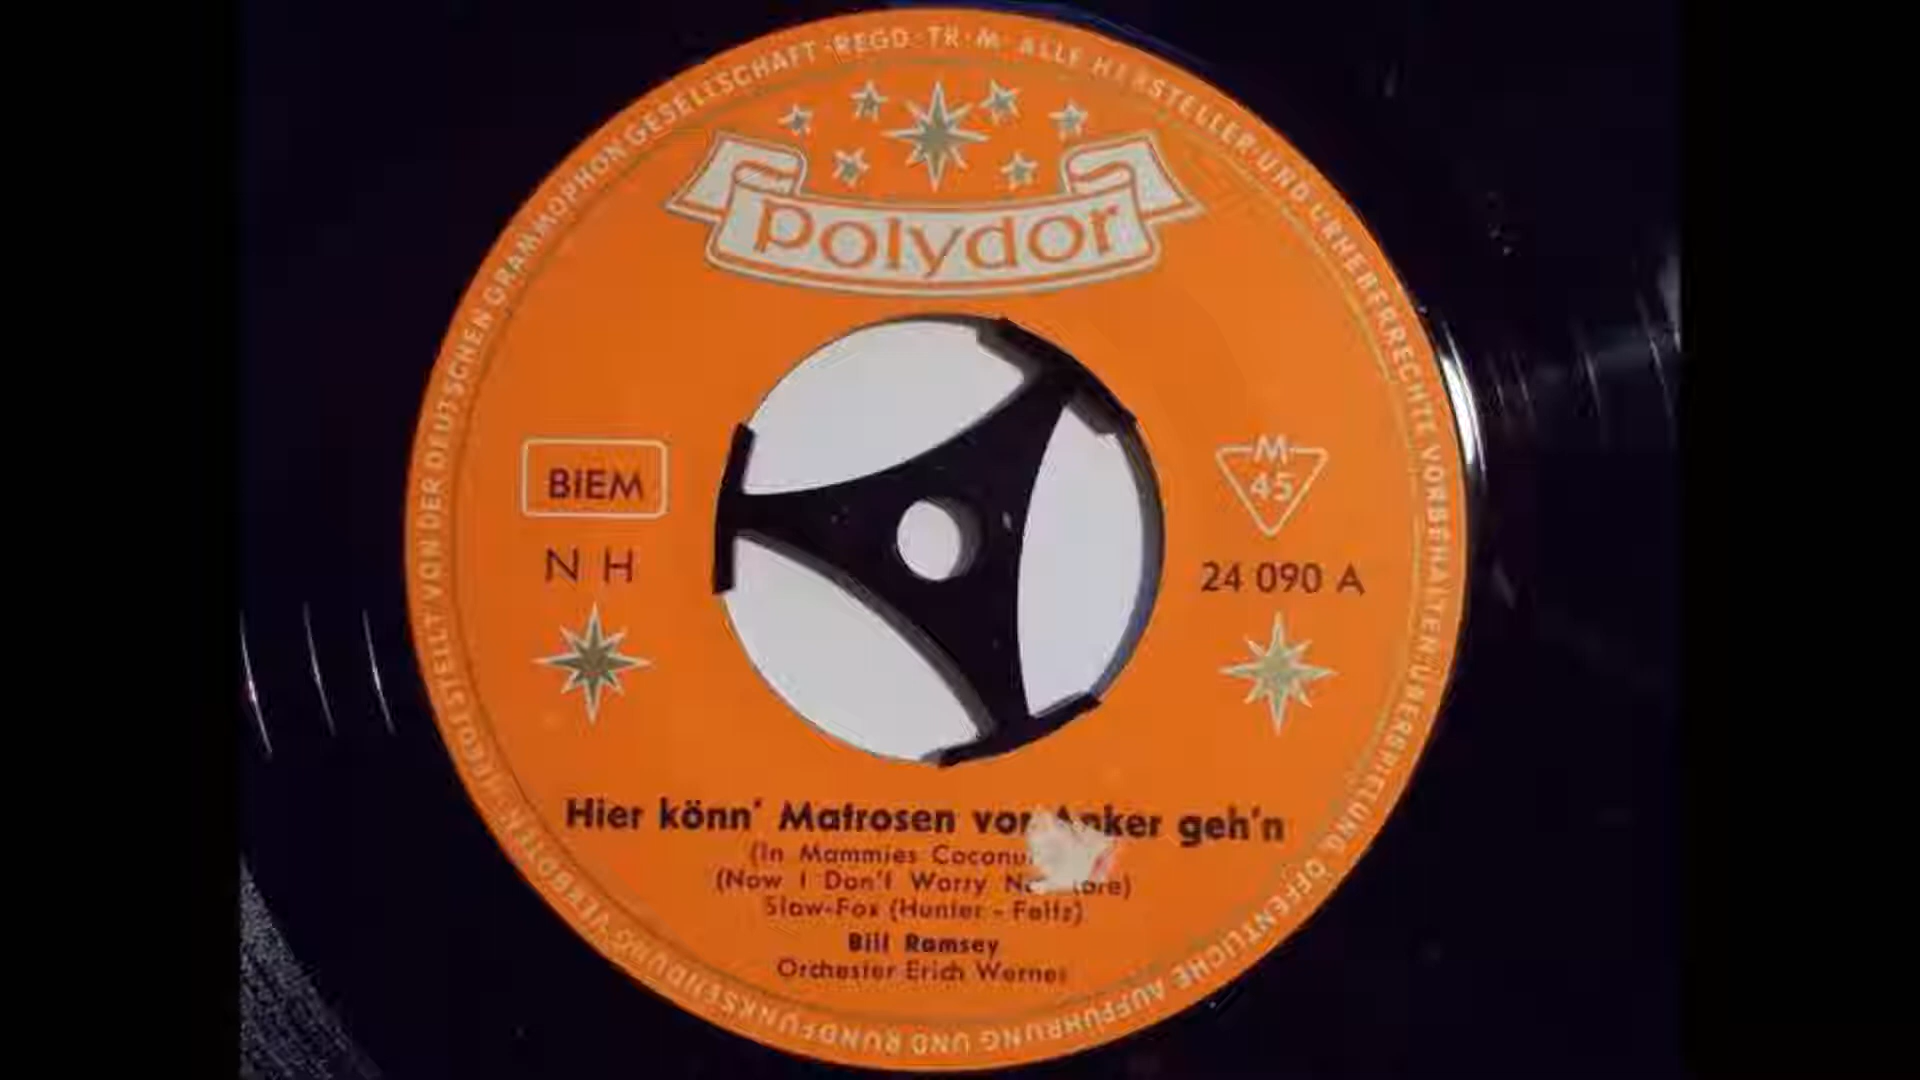 HERGESTELLT VON DER DEUTSCHEN GRAMMOPHON GESELLSCHAFT · REGD · TR · M · ALLE HERSTELLER- UND URHEBERRECHTE VORBEHALTEN · ÜBERSPIELUNG, ÖFFENTLICHE AUFFÜHRUNG UND RUNDFUNKSENDUNG VERBOTEN ·
Polydor
BIEM
N H
M
45
24 090 A
Hier könn' Matrosen vor Anker geh'n
(In Mammies
(Now I Don't Worry
Slow-Fox (Hunter - Feltz)
Bill Ramsey
Orchester Erich Werner